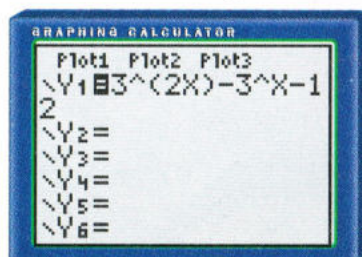 GRAPHING CALCULATOR
Plot1 Plot2 Plot3
\Y1=3^(2X)-3^X-1
2
\Y2=
\Y3=
\Y4=
\Y5=
\Y6=